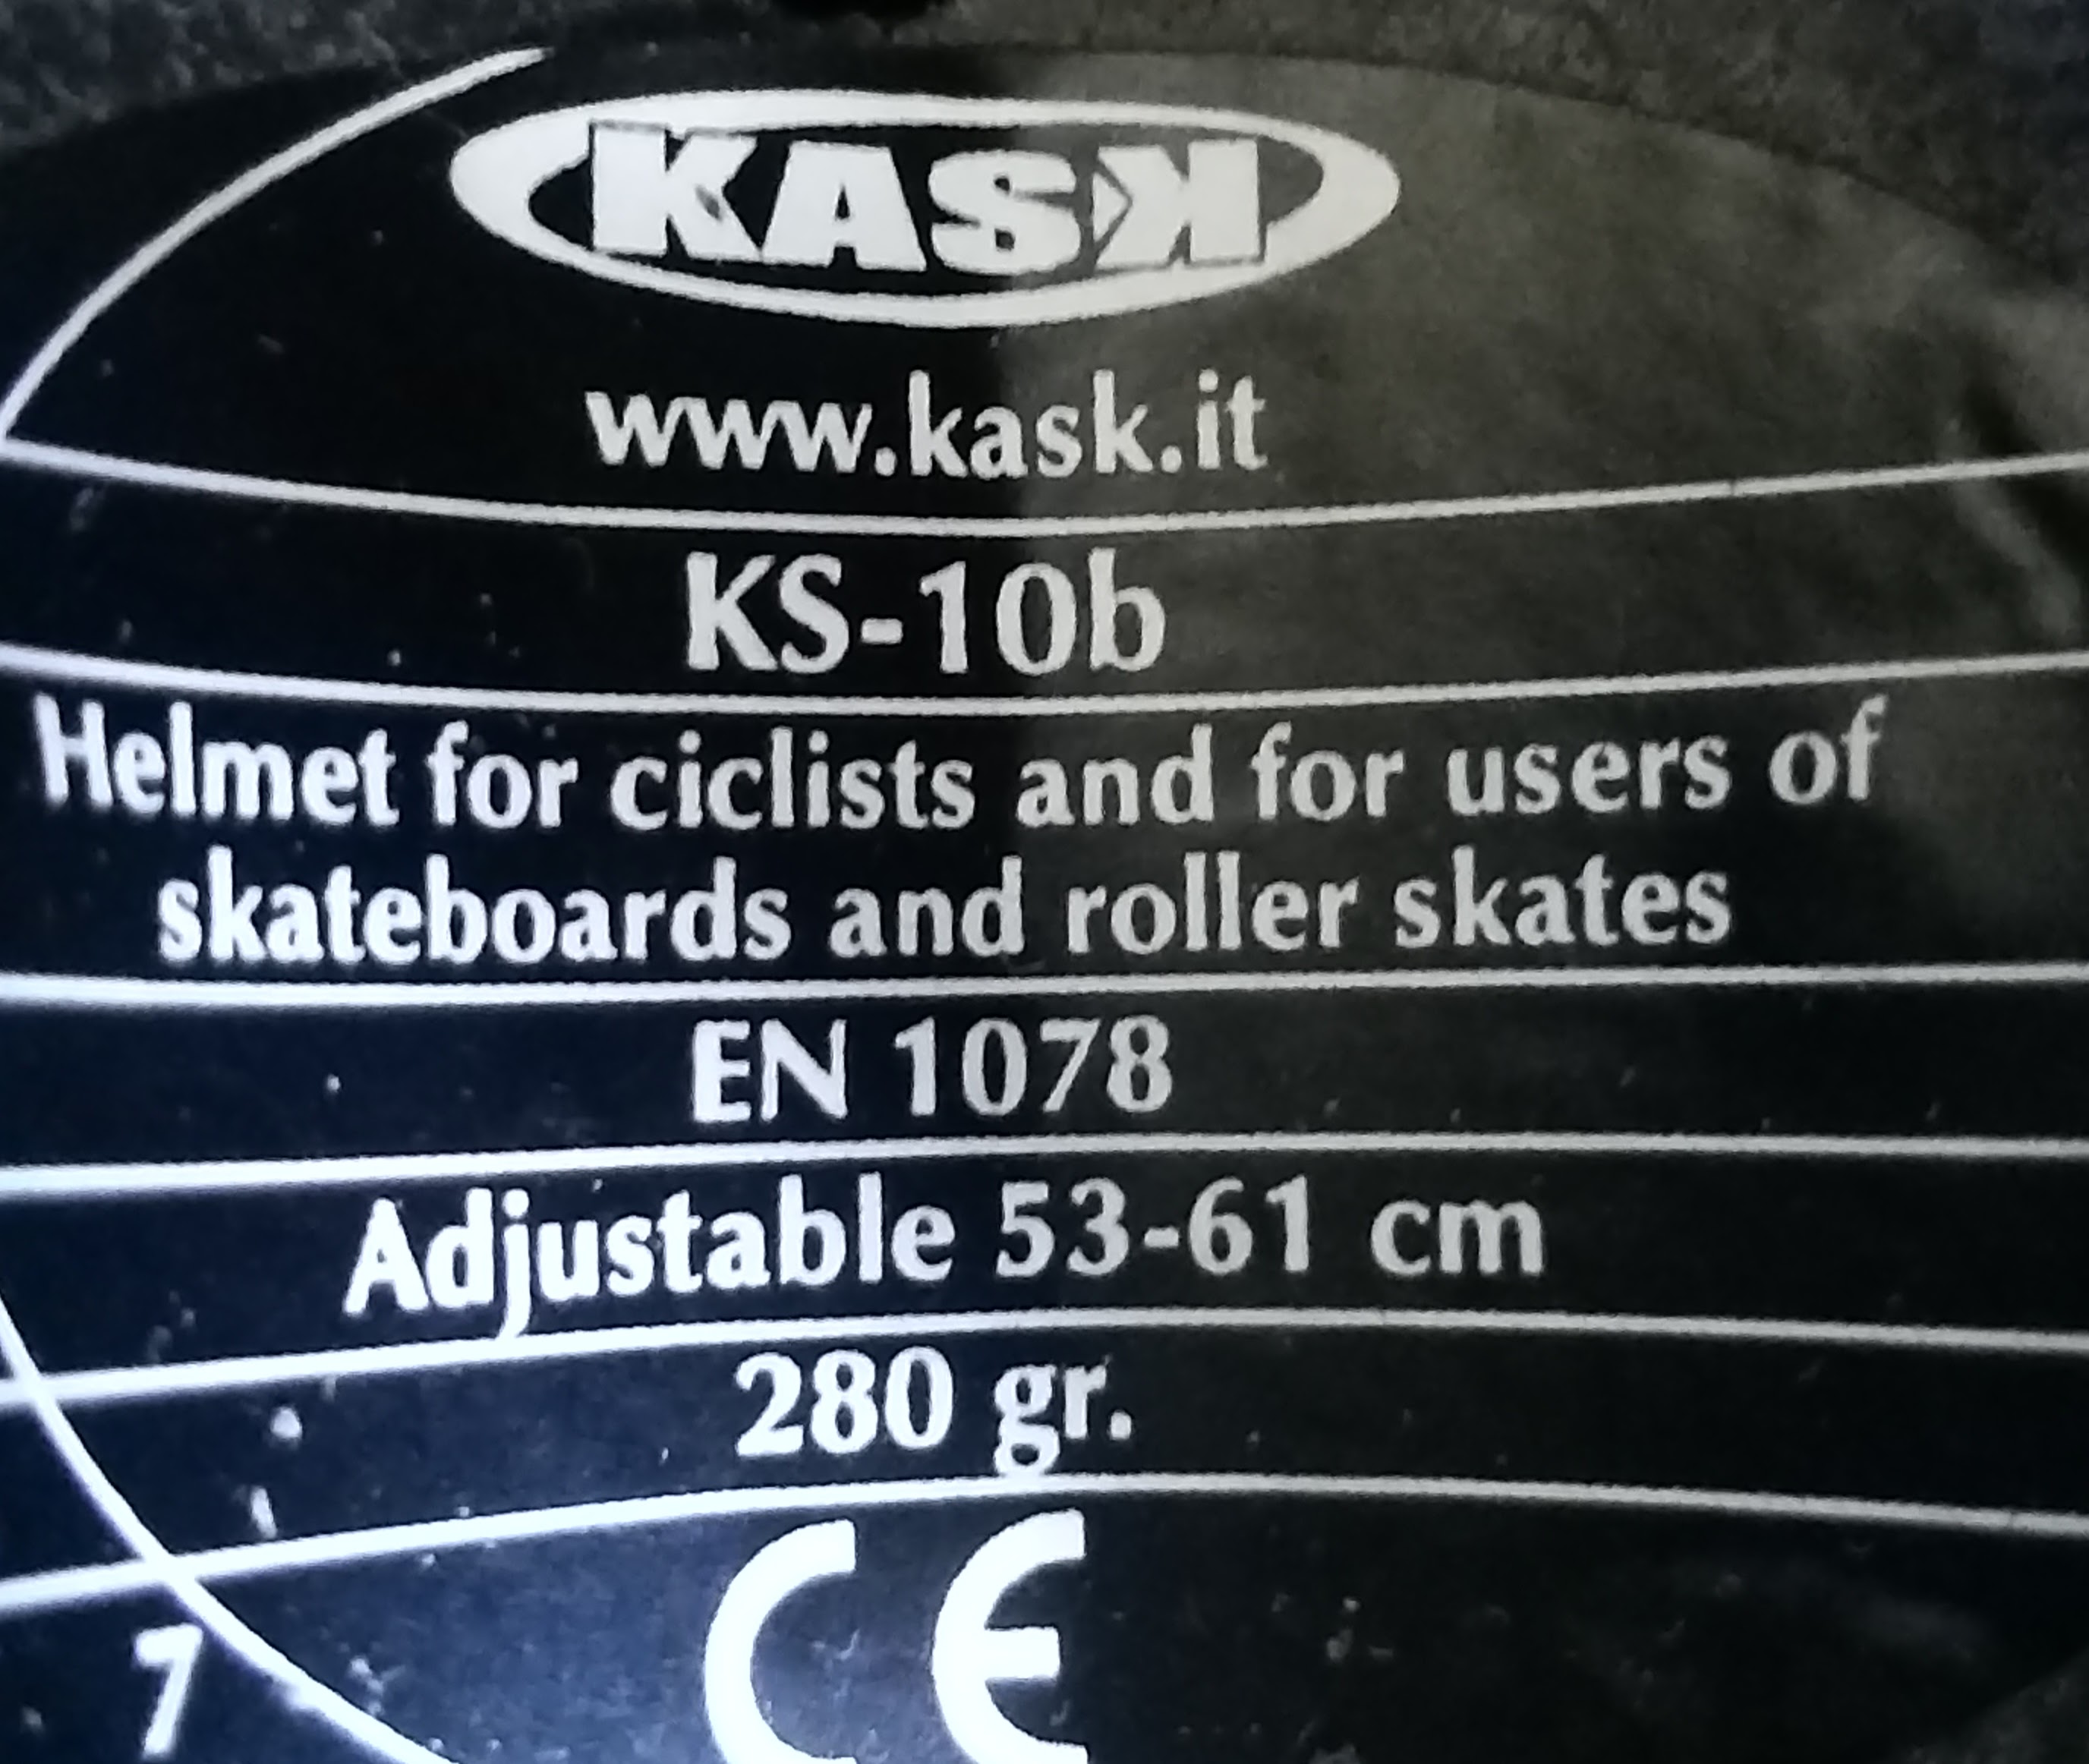 KASK
www.kask.it
KS-10b
Helmet for ciclists and for users of
skateboards and roller skates
EN 1078
Adjustable 53-61 cm
280 gr.
CE
7